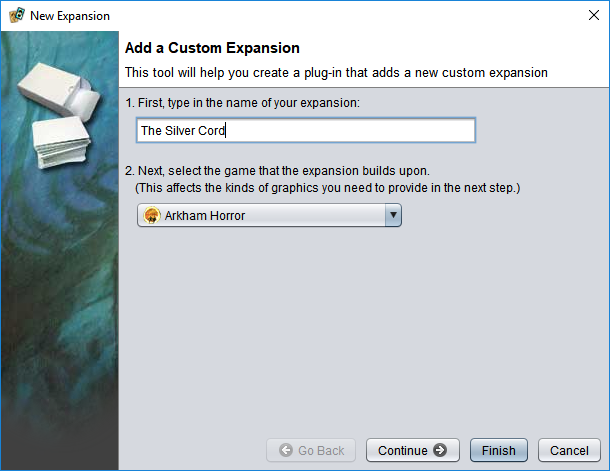 New Expansion
Add a Custom Expansion
This tool will help you create a plug-in that adds a new custom expansion
1. First, type in the name of your expansion:
The Silver Cord
2. Next, select the game that the expansion builds upon.
(This affects the kinds of graphics you need to provide in the next step.)
Arkham Horror
Go Back Continue Finish Cancel